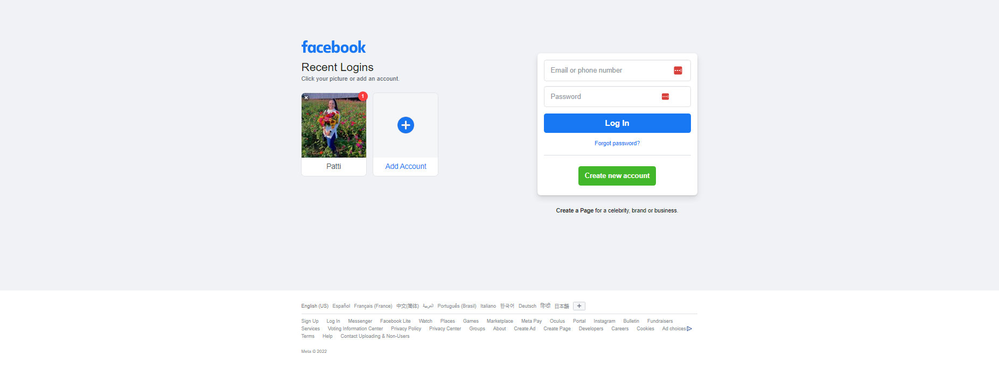 facebook
Recent Logins
Click your picture or add an account.
1
Patti
Add Account
Email or phone number
Password
Log In
Forgot password?
Create new account
Create a Page for a celebrity, brand or business.
English (US) Español Français (France) 中文(简体) العربية Português (Brasil) Italiano 한국어 Deutsch हिन्दी 日本語 +
Sign Up Log In Messenger Facebook Lite Watch Places Games Marketplace Meta Pay Oculus Portal Instagram Bulletin Fundraisers
Services Voting Information Center Privacy Policy Privacy Center Groups About Create Ad Create Page Developers Careers Cookies Ad choices
Terms Help Contact Uploading & Non-Users
Meta © 2022